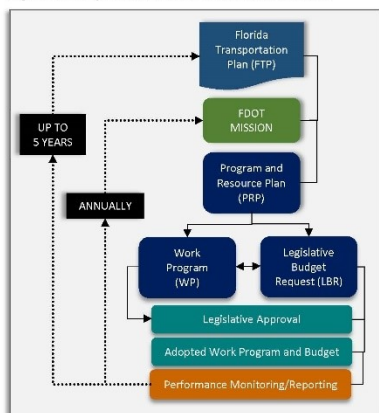 Florida
Transportation
Plan (FTP)
UP TO
5 YEARS
FDOT
MISSION
Program and
Resource Plan
(PRP)
ANNUALLY
Work
Program
(WP)
Legislative
Budget
Request (LBR)
Legislative Approval
Adopted Work Program and Budget
Performance Monitoring/Reporting